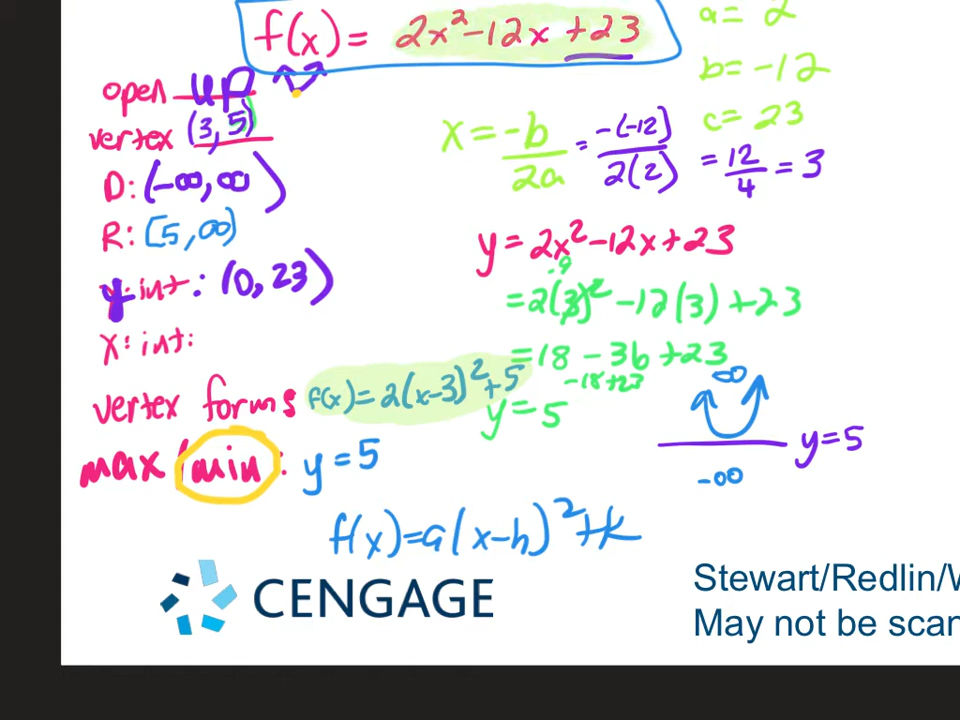 f(x) = 2x²-12x +23
a= 2
b= -12
c= 23
open up
vertex (3, 5)
D: (-∞, ∞)
R: [5, ∞)
y-int: (0, 23)
x-int:
vertex forms f(x) = 2(x-3)²+5
max/min: y = 5
x = -b/2a = -(-12)/2(2) = 12/4 = 3
y = 2x²-12x+23
·9
= 2(3)² -12(3) +23
= 18 - 36 +23
-18+23
y = 5
∞
y=5
-∞
f(x)=a(x-h)²+k
CENGAGE
Stewart/Redlin/W
May not be scan